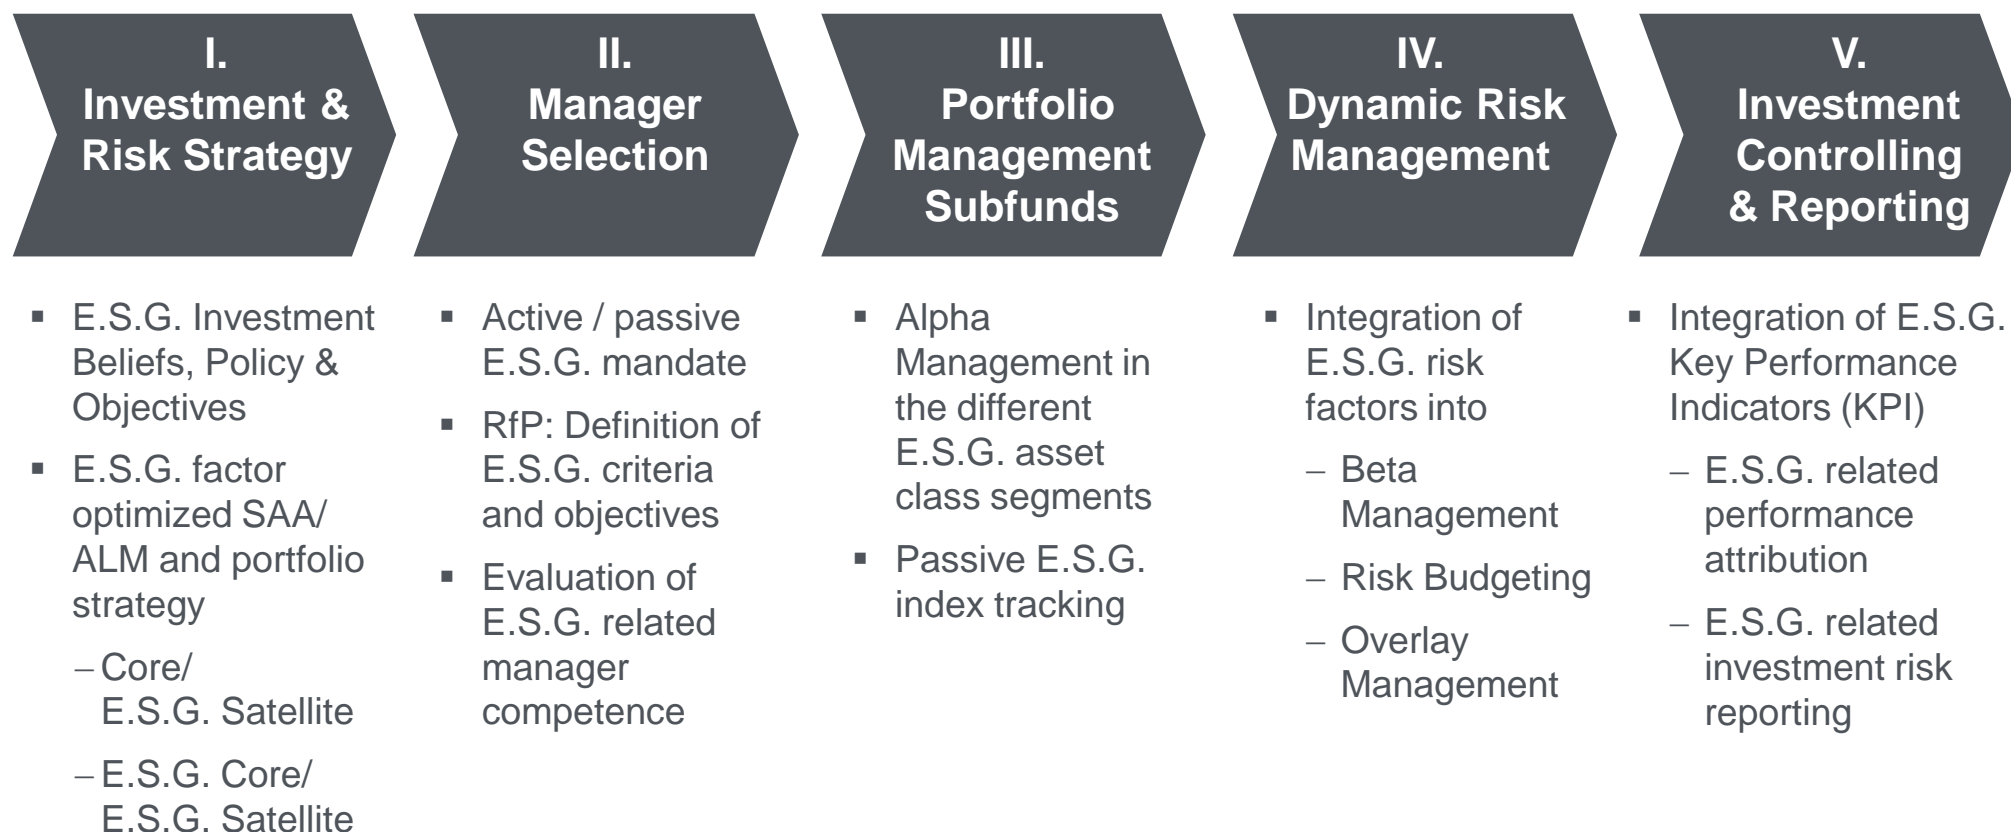 I.
Investment &
Risk Strategy
▪ E.S.G. Investment
Beliefs, Policy &
Objectives
▪ E.S.G. factor
optimized SAA/
ALM and portfolio
strategy
– Core/
E.S.G. Satellite
– E.S.G. Core/
E.S.G. Satellite
II.
Manager
Selection
▪ Active / passive
E.S.G. mandate
▪ RfP: Definition of
E.S.G. criteria
and objectives
▪ Evaluation of
E.S.G. related
manager
competence
III.
Portfolio
Management
Subfunds
▪ Alpha
Management in
the different
E.S.G. asset
class segments
▪ Passive E.S.G.
index tracking
IV.
Dynamic Risk
Management
▪ Integration of
E.S.G. risk
factors into
– Beta
Management
– Risk Budgeting
– Overlay
Management
V.
Investment
Controlling
& Reporting
▪ Integration of E.S.G.
Key Performance
Indicators (KPI)
– E.S.G. related
performance
attribution
– E.S.G. related
investment risk
reporting